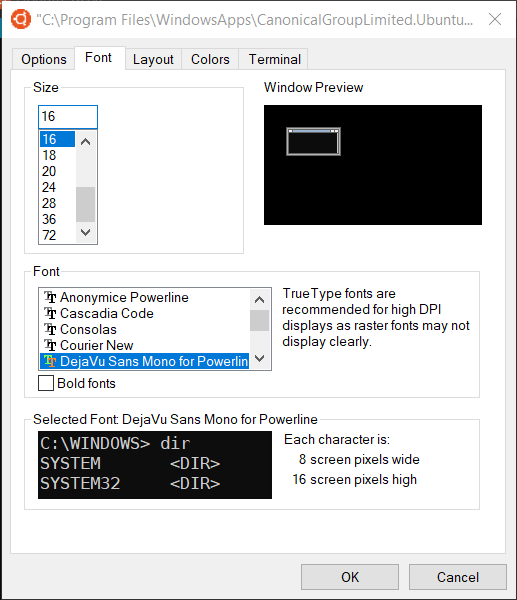 "C:\Program Files\WindowsApps\CanonicalGroupLimited.Ubuntu...
Options Font Layout Colors Terminal
Size
16
16
18
20
24
28
36
72
Window Preview
Font
Anonymice Powerline
Cascadia Code
Consolas
Courier New
DejaVu Sans Mono for Powerlin
Bold fonts
TrueType fonts are
recommended for high DPI
displays as raster fonts may not
display clearly.
Selected Font: DejaVu Sans Mono for Powerline
C:\WINDOWS> dir
SYSTEM <DIR>
SYSTEM32 <DIR>
Each character is:
8 screen pixels wide
16 screen pixels high
OK Cancel